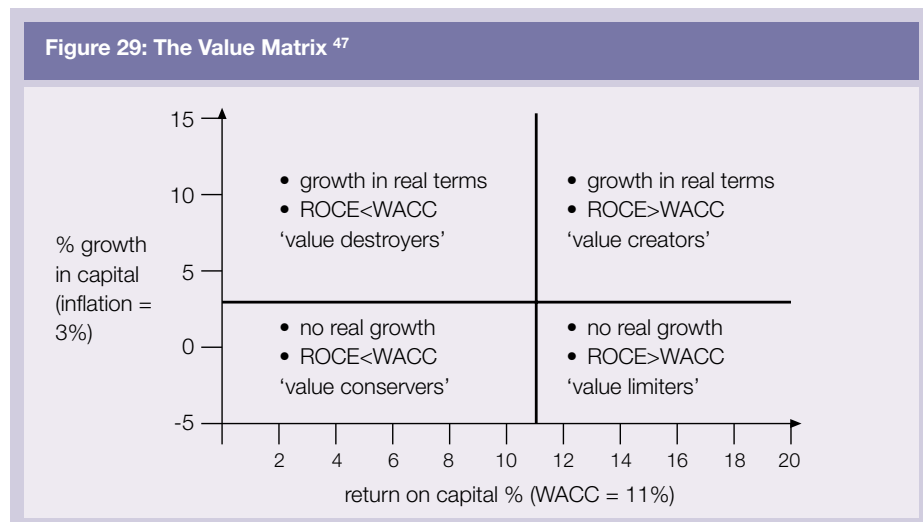 Figure 29: The Value Matrix 47
15
10
5
0
-5
% growth
in capital
(inflation =
3%)
• growth in real terms
• ROCE<WACC
‘value destroyers’
• growth in real terms
• ROCE>WACC
‘value creators’
• no real growth
• ROCE<WACC
‘value conservers’
• no real growth
• ROCE>WACC
‘value limiters’
2 4 6 8 10 12 14 16 18 20
return on capital % (WACC = 11%)